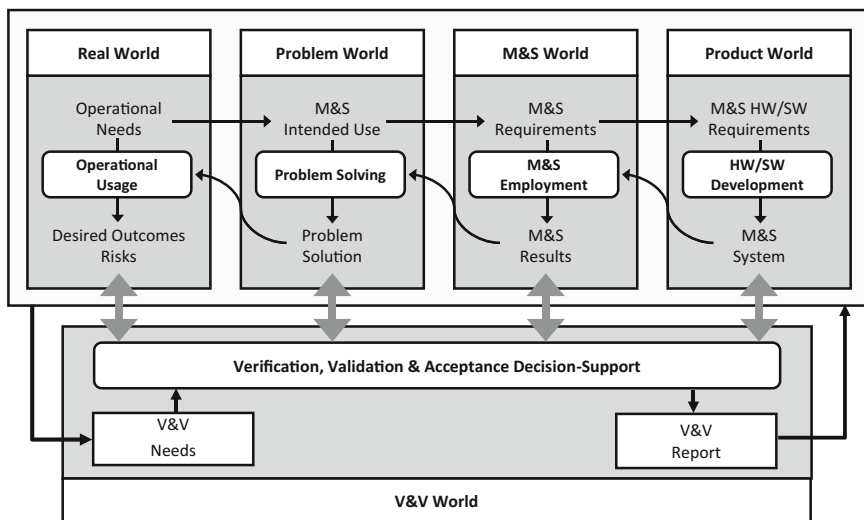 Real World
Operational
Needs
Operational
Usage
Desired Outcomes
Risks
Problem World
M&S
Intended Use
Problem Solving
Problem
Solution
M&S World
M&S
Requirements
M&S
Employment
M&S
Results
Product World
M&S HW/SW
Requirements
HW/SW
Development
M&S
System
Verification, Validation & Acceptance Decision-Support
V&V
Needs
V&V
Report
V&V World